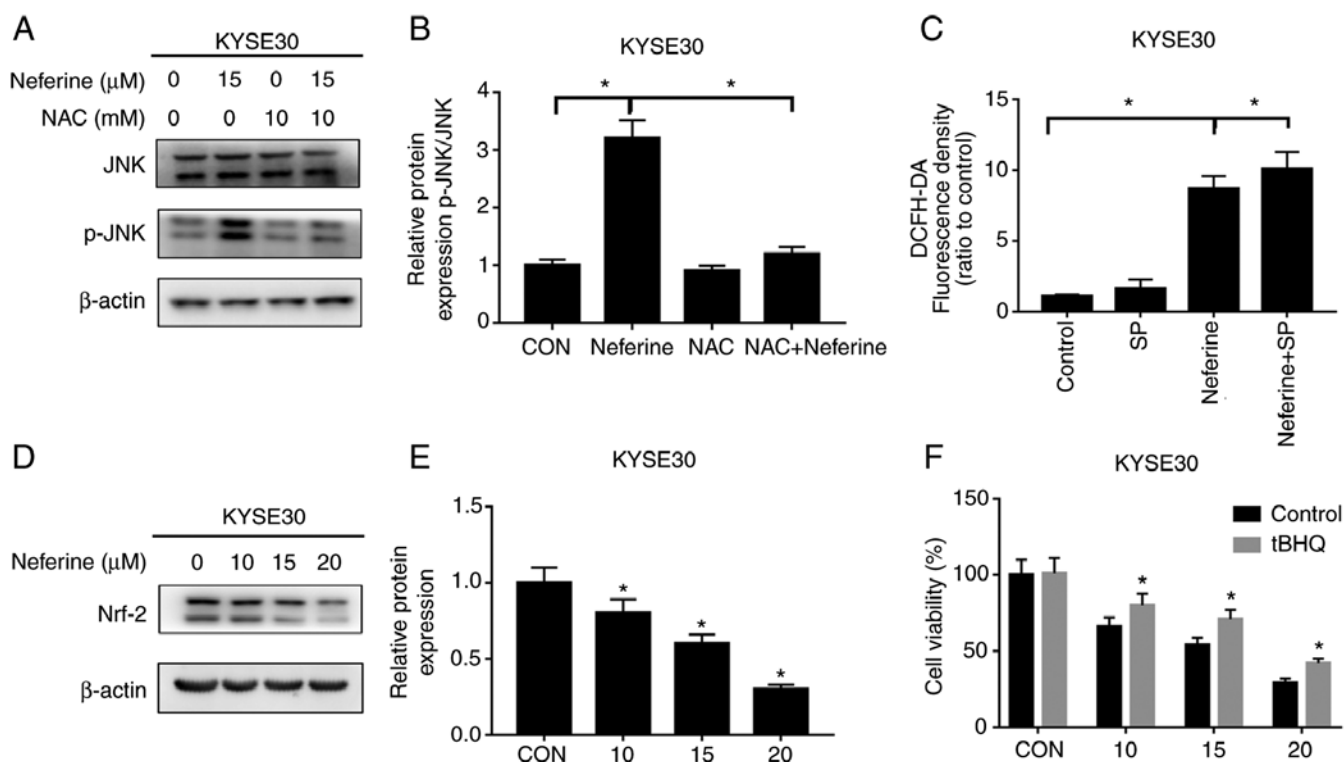 A
KYSE30
Neferine (μM) 0 15 0 15
NAC (mM) 0 0 10 10
JNK
p-JNK
β-actin
B
KYSE30
Relative protein
expression p-JNK/JNK
4
3
2
1
0
* *
CON Neferine NAC NAC+Neferine
C
KYSE30
DCFH-DA
Fluorescence density
(ratio to control)
15
10
5
0
* *
Control
SP
Neferine
Neferine+SP
D
KYSE30
Neferine (μM) 0 10 15 20
Nrf-2
β-actin
E
KYSE30
Relative protein
expression
1.5
1.0
0.5
0.0
*
*
*
CON 10 15 20
F
KYSE30
Cell viability (%)
150
100
50
0
Control
tBHQ
*
*
*
CON 10 15 20